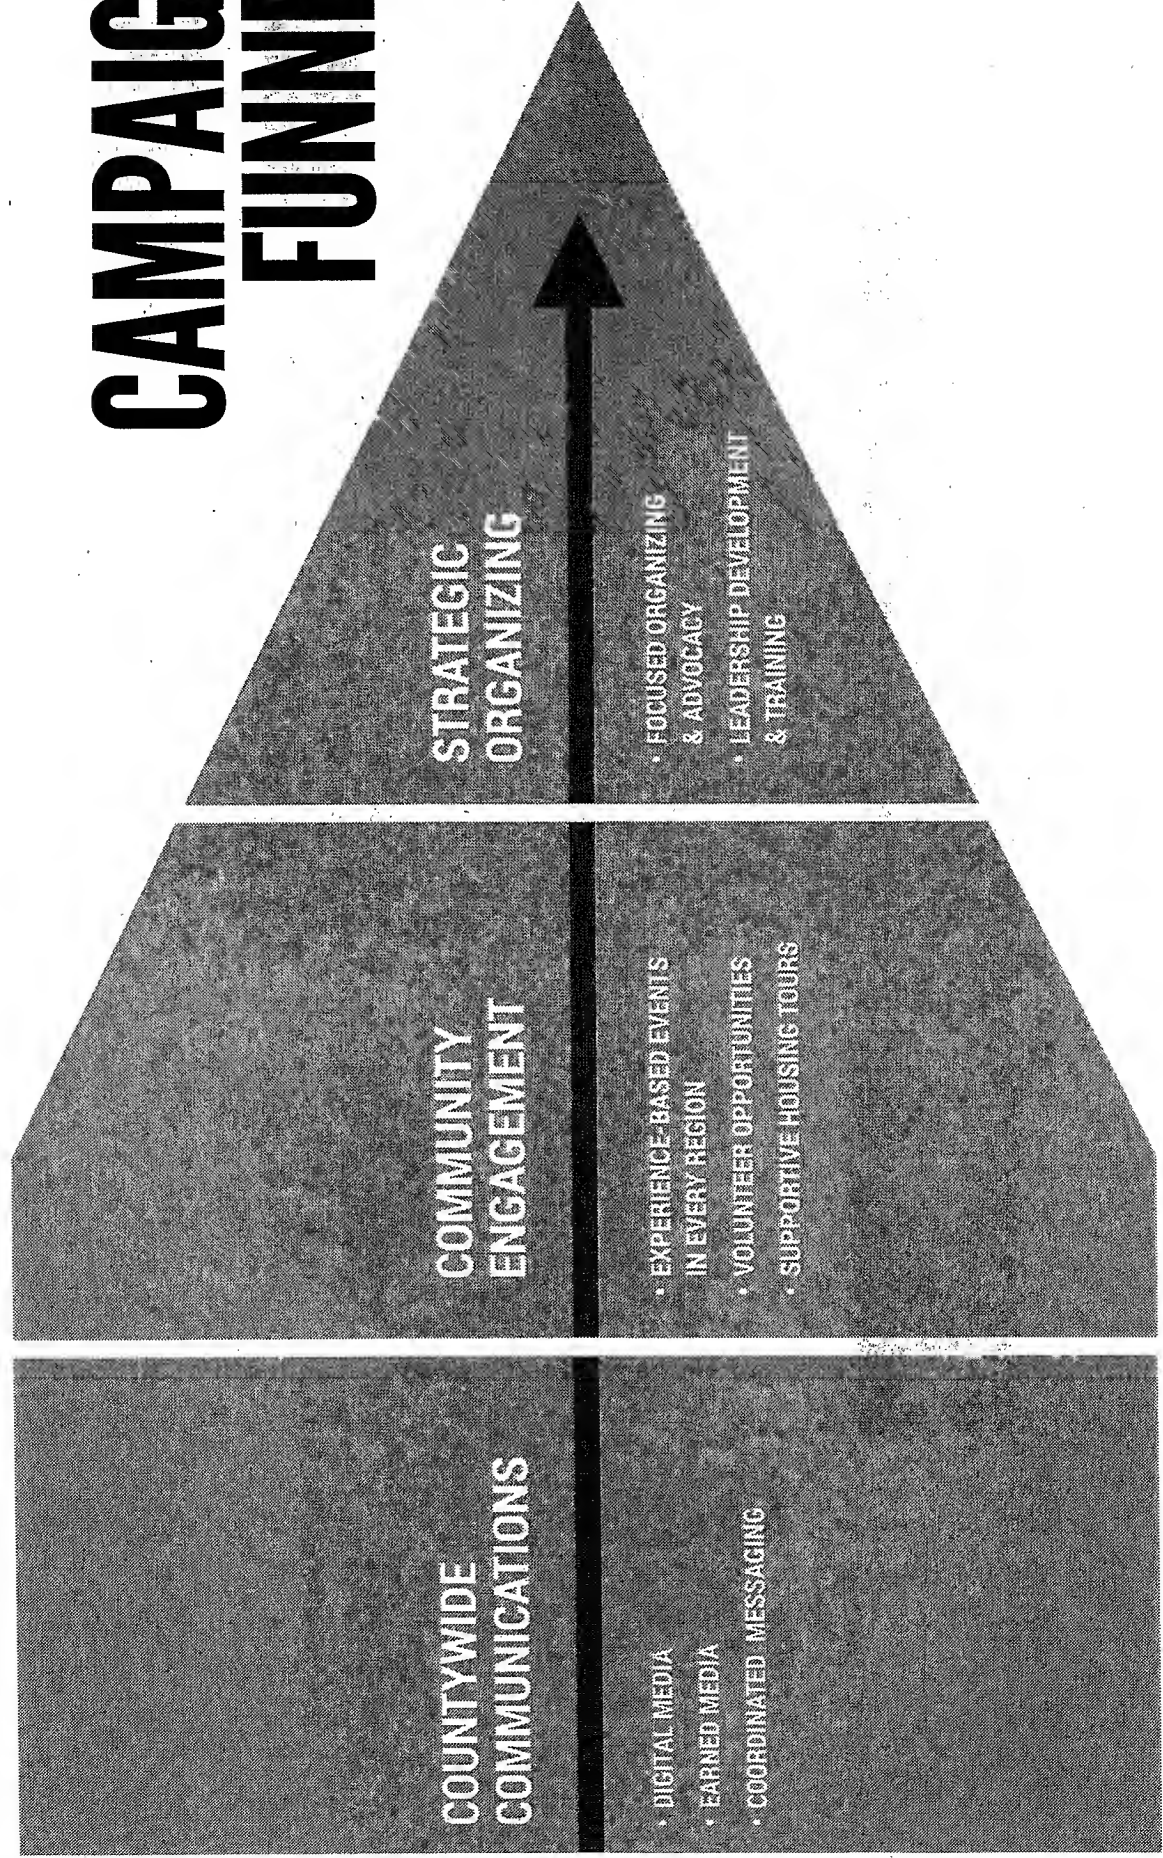 CAMPAIG
FUNN
COUNTYWIDE
COMMUNICATIONS
• DIGITAL MEDIA
• EARNED MEDIA
• COORDINATED MESSAGING
COMMUNITY
ENGAGEMENT
• EXPERIENCE-BASED EVENTS
IN EVERY REGION
• VOLUNTEER OPPORTUNITIES
• SUPPORTIVE HOUSING TOURS
STRATEGIC
ORGANIZING
• FOCUSED ORGANIZING
& ADVOCACY
• LEADERSHIP DEVELOPMENT
& TRAINING